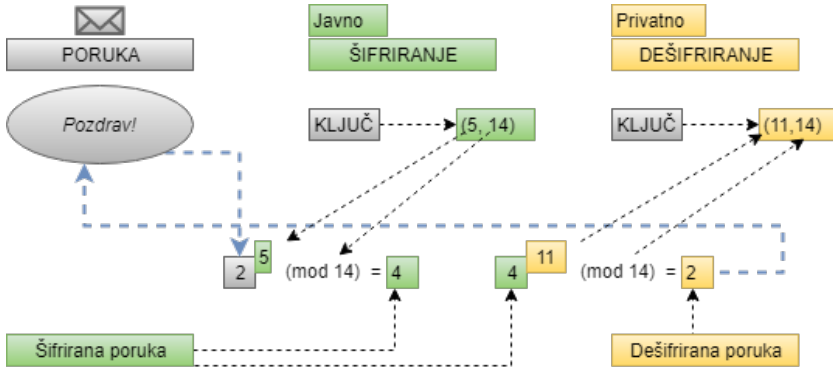 Javno
Privatno
PORUKA
ŠIFRIRANJE
DEŠIFRIRANJE
Pozdrav!
KLJUČ
(5, 14)
KLJUČ
(11,14)
2 5 (mod 14) = 4
4 11 (mod 14) = 2
Šifrirana poruka
Dešifrirana poruka